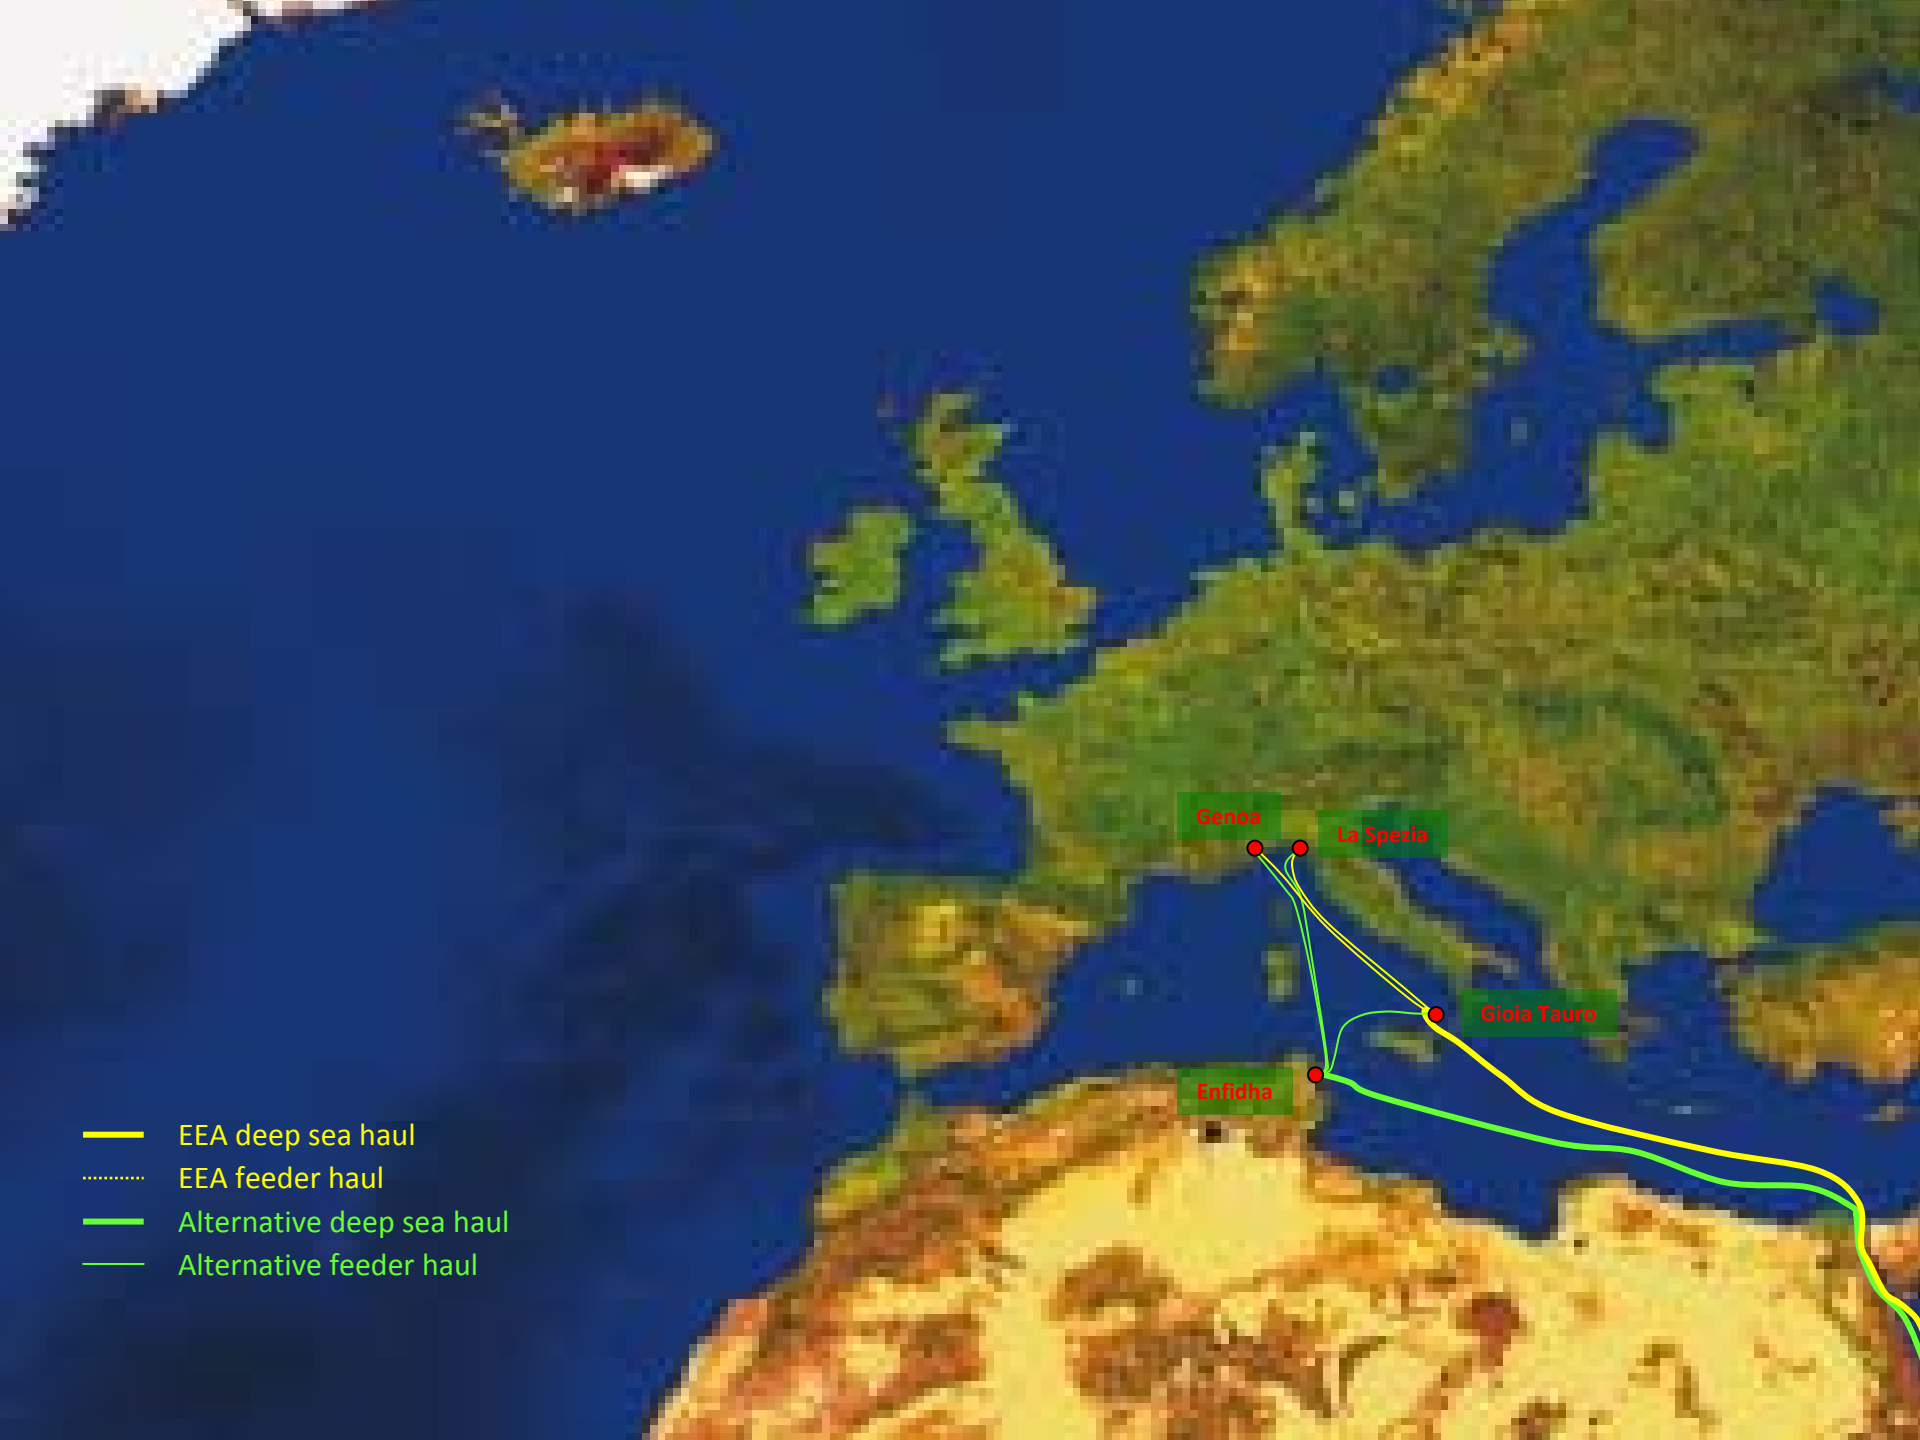 Genoa
La Spezia
Gioia Tauro
Enfidha
EEA deep sea haul
EEA feeder haul
Alternative deep sea haul
Alternative feeder haul